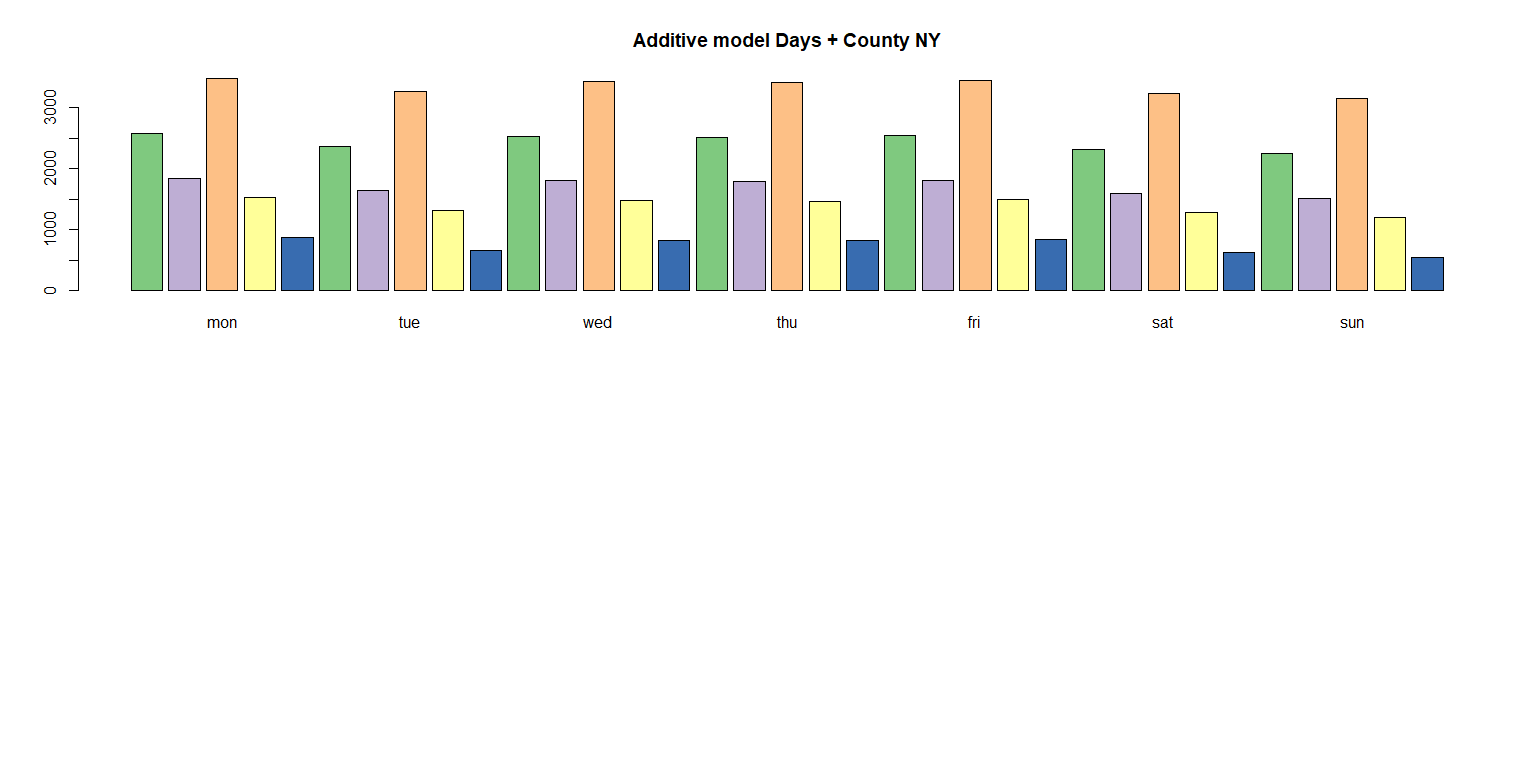 Additive model Days + County NY
3000
2000
1000
0
mon tue wed thu fri sat sun